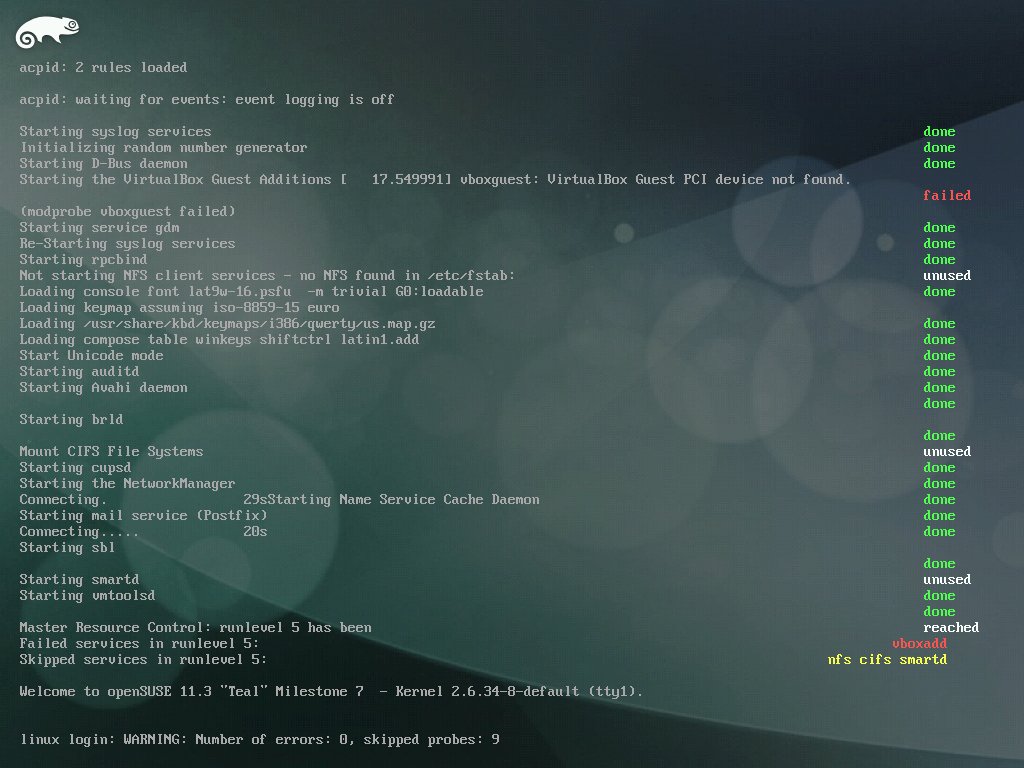 acpid: 2 rules loaded
acpid: waiting for events: event logging is off
Starting syslog services done
Initializing random number generator done
Starting D-Bus daemon done
Starting the VirtualBox Guest Additions [   17.549991] vboxguest: VirtualBox Guest PCI device not found.
failed
(modprobe vboxguest failed)
Starting service gdm done
Re-Starting syslog services done
Starting rpcbind done
Not starting NFS client services - no NFS found in /etc/fstab: unused
Loading console font lat9w-16.psfu  -m trivial G0:loadable done
Loading keymap assuming iso-8859-15 euro
Loading /usr/share/kbd/keymaps/i386/qwerty/us.map.gz done
Loading compose table winkeys shiftctrl latin1.add done
Start Unicode mode done
Starting auditd done
Starting Avahi daemon done
done
Starting brld
done
Mount CIFS File Systems unused
Starting cupsd done
Starting the NetworkManager done
Connecting. 29sStarting Name Service Cache Daemon done
Starting mail service (Postfix) done
Connecting..... 20s done
Starting sbl
done
Starting smartd unused
Starting vmtoolsd done
done
Master Resource Control: runlevel 5 has been reached
Failed services in runlevel 5: vboxadd
Skipped services in runlevel 5: nfs cifs smartd
Welcome to openSUSE 11.3 "Teal" Milestone 7  - Kernel 2.6.34-8-default (tty1).
linux login: WARNING: Number of errors: 0, skipped probes: 9